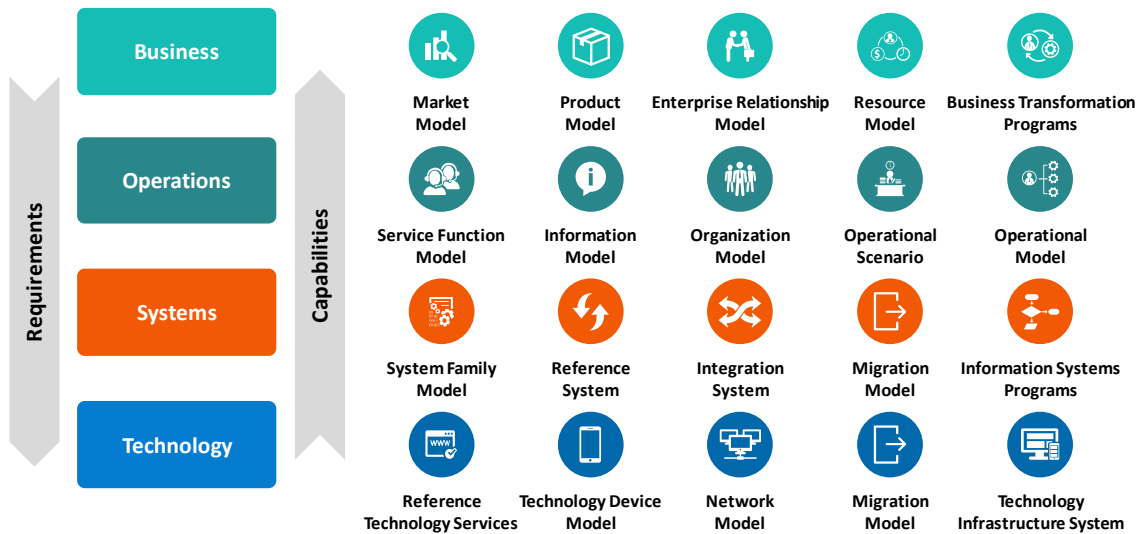 Requirements
Business
Operations
Systems
Technology
Capabilities
Market
Model
Product
Model
Enterprise Relationship
Model
Resource
Model
Business Transformation
Programs
Service Function
Model
Information Model
Organization
Model
Operational
Scenario
Operational
Model
System Family
Model
Reference
System
Integration
System
Migration
Model
Information Systems
Programs
www
Reference
Technology Services
Technology Device
Model
Network
Model
Migration
Model
Technology
Infrastructure System